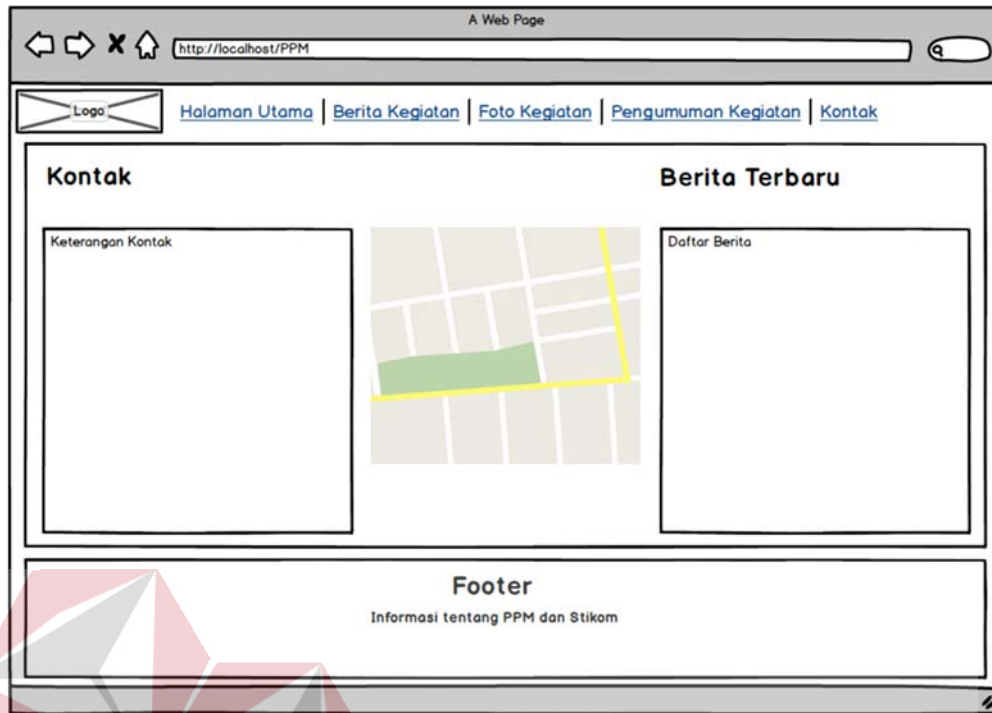 A Web Page
http://localhost/PPM
Logo
Halaman Utama | Berita Kegiatan | Foto Kegiatan | Pengumuman Kegiatan | Kontak
Kontak
Berita Terbaru
Keterangan Kontak
Daftar Berita
Footer
Informasi tentang PPM dan Stikom